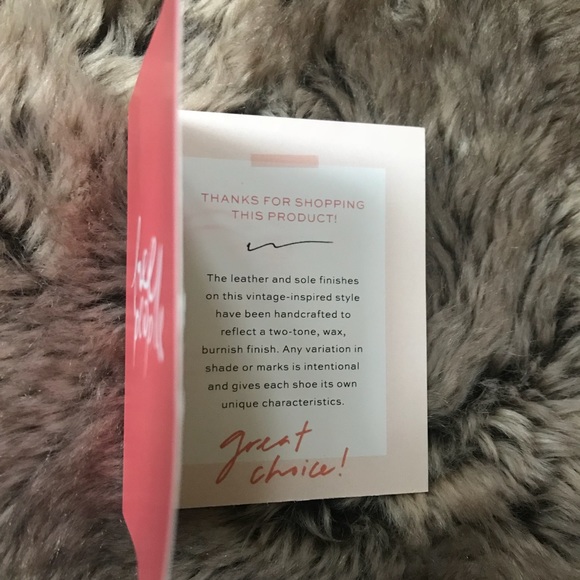 free
people
THANKS FOR SHOPPING
THIS PRODUCT!
The leather and sole finishes
on this vintage-inspired style
have been handcrafted to
reflect a two-tone, wax,
burnish finish. Any variation in
shade or marks is intentional
and gives each shoe its own
unique characteristics.
great
choice!